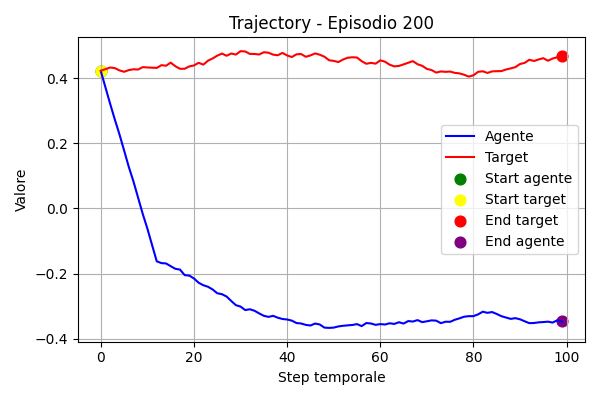 Trajectory - Episodio 200
Valore
0.4
0.2
0.0
−0.2
−0.4
Agente
Target
Start agente
Start target
End target
End agente
0 20 40 60 80 100
Step temporale